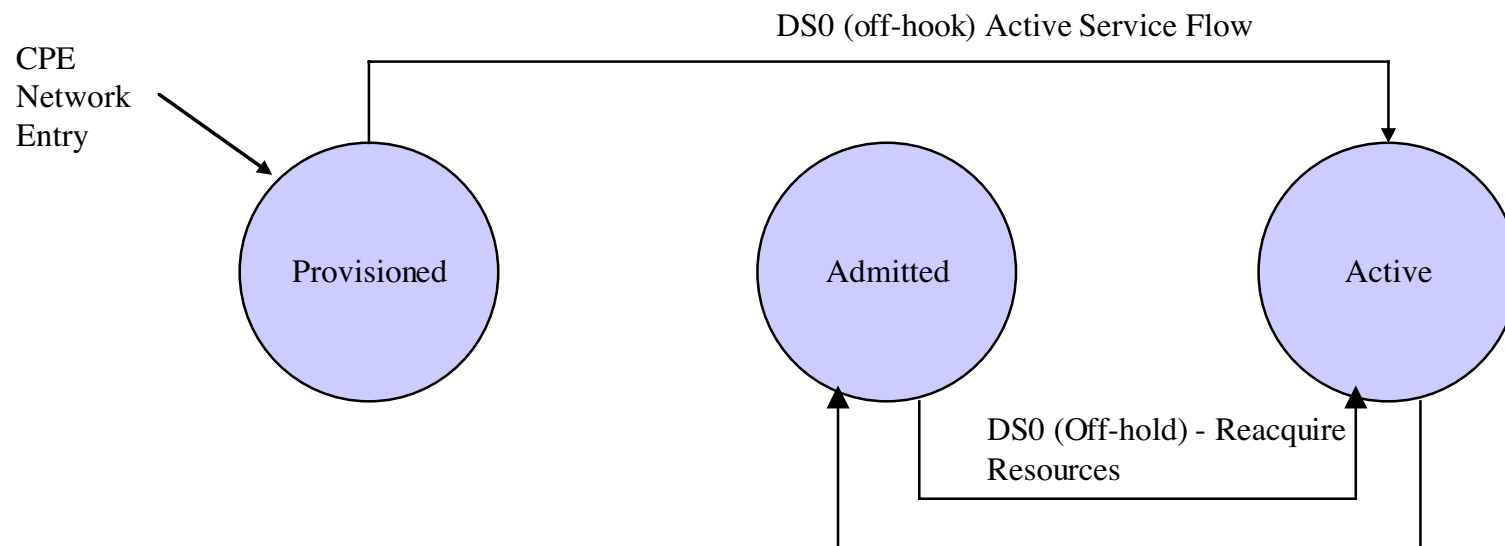 DS0 (off-hook) Active Service Flow
CPE
Network
Entry
Provisioned
Admitted
Active
DS0 (Off-hold) - Reacquire
Resources